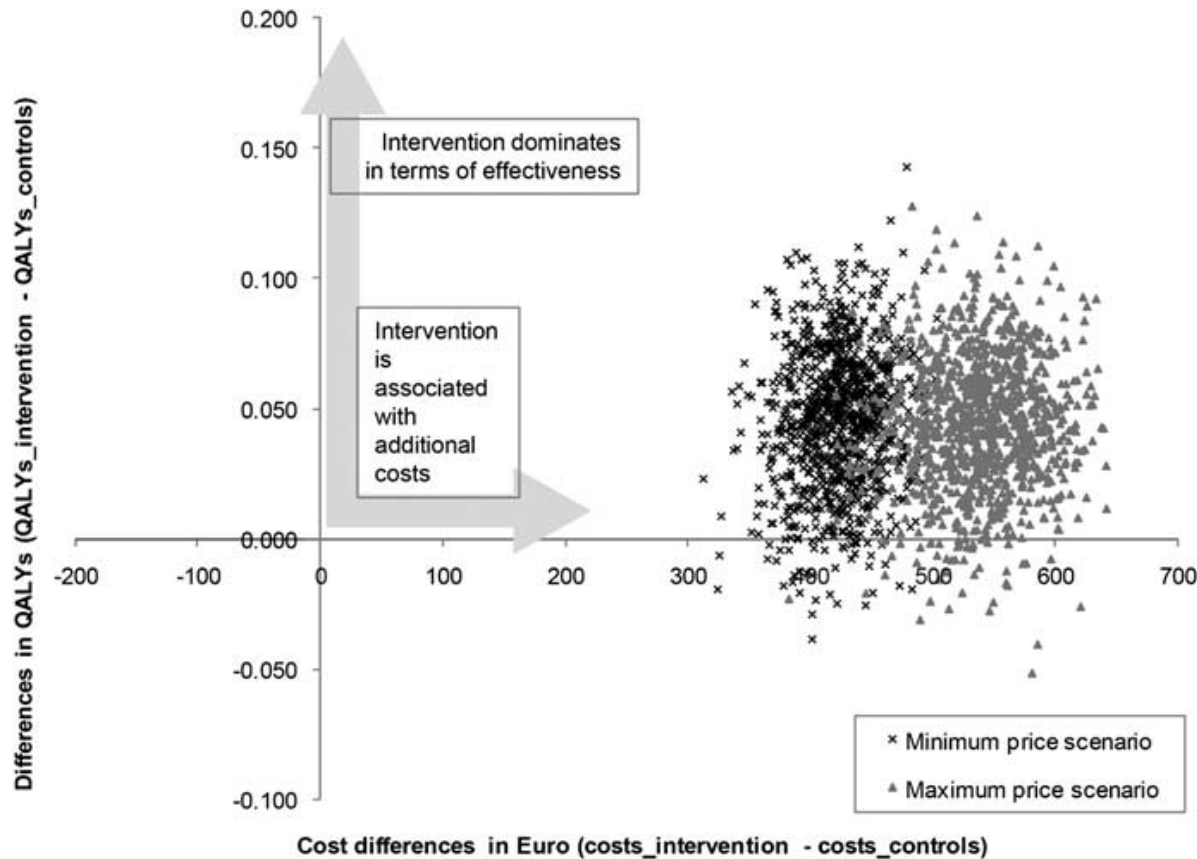 0.200
0.150
0.100
0.050
0.000
-0.050
-0.100
-200
-100
0
100
200
300
400
500
600
700
Differences in QALYs (QALYs_intervention - QALYs_controls)
Intervention dominates
in terms of effectiveness
Intervention
is
associated
with
additional
costs
Minimum price scenario
Maximum price scenario
Cost differences in Euro (costs_intervention - costs_controls)